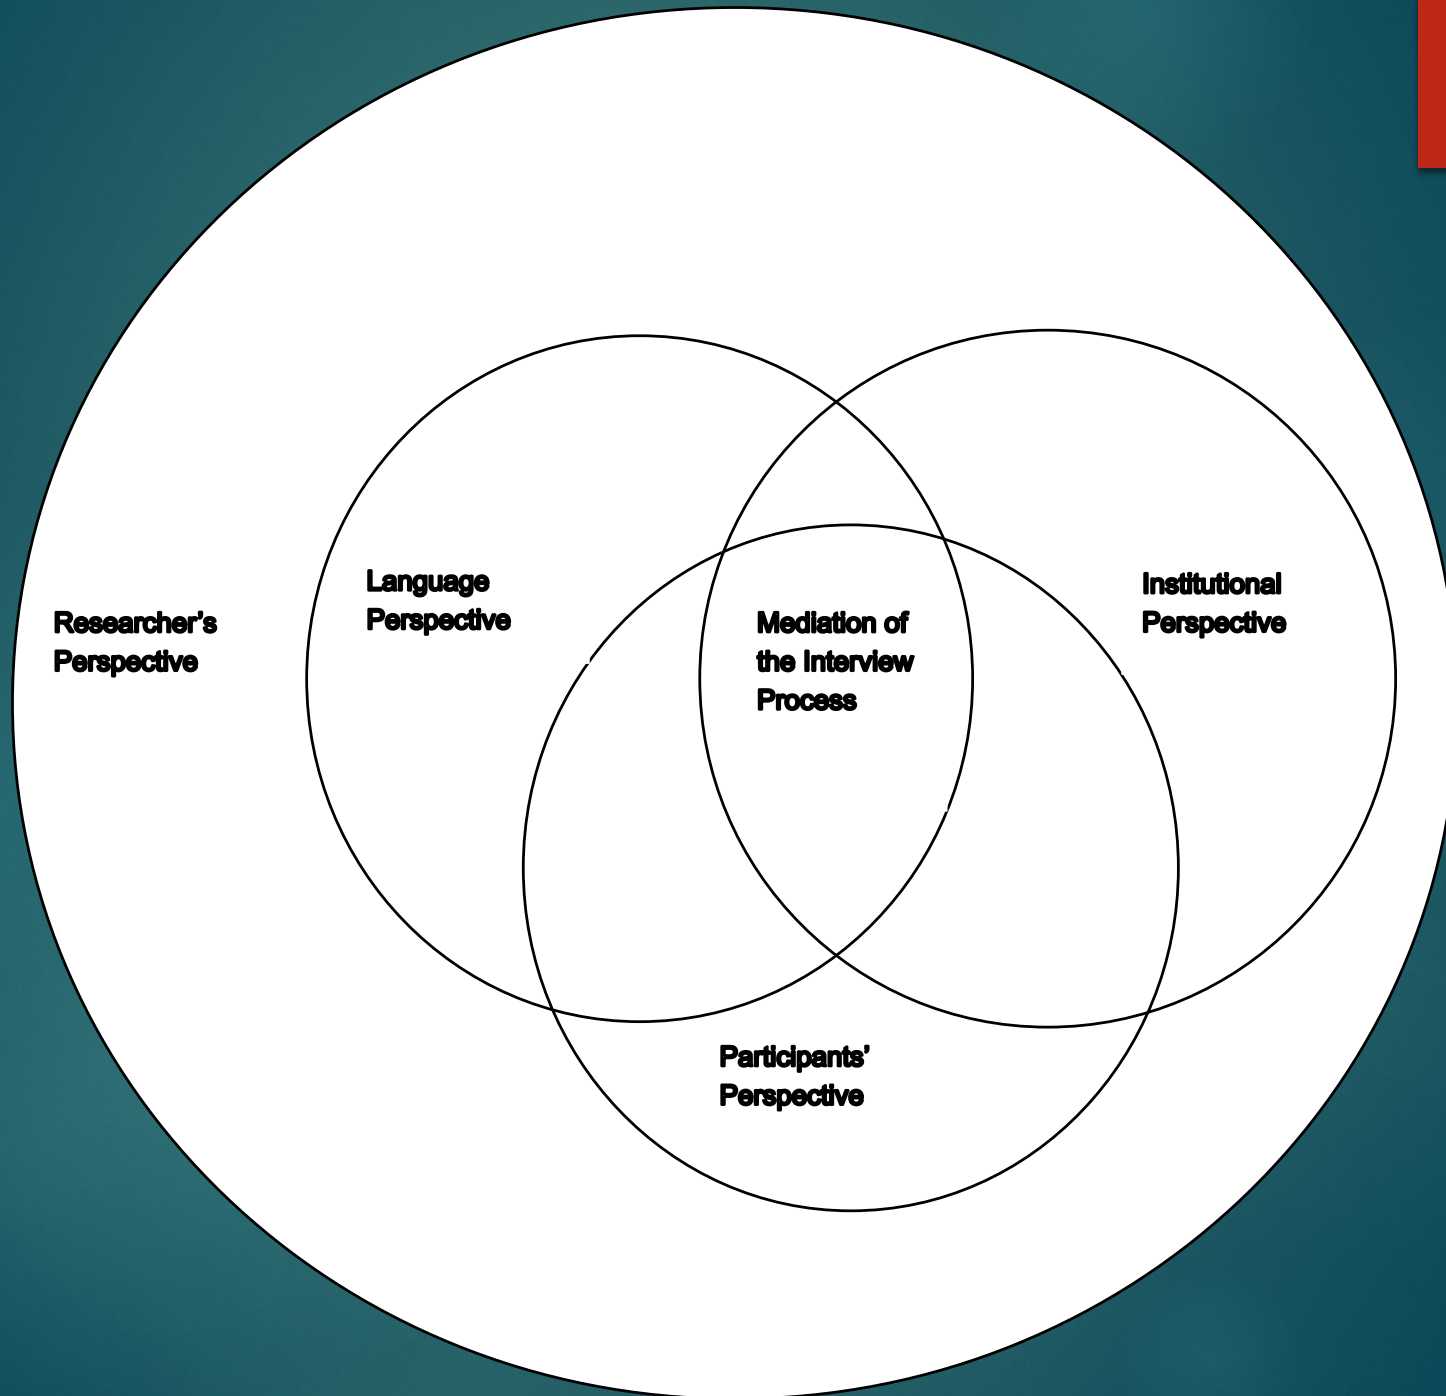 Researcher’s
Perspective
Language
Perspective
Mediation of
the Interview
Process
Institutional
Perspective
Participants’
Perspective